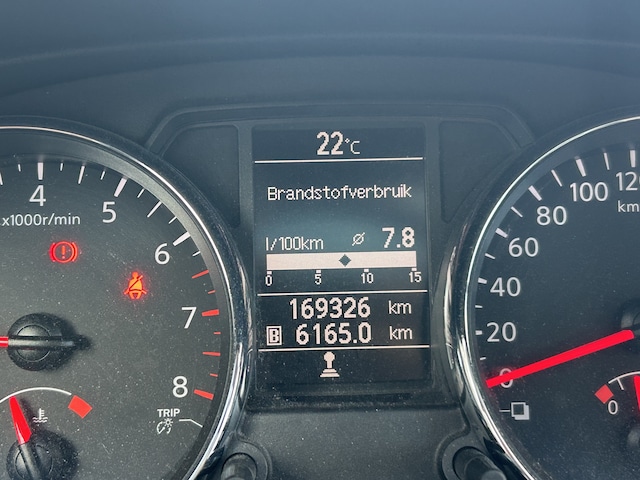 22°C
Brandstofverbruik
l/100km ⌀ 7.8
0 5 10 15
169326 km
B 6165.0 km
4 5 6 7 8
x1000r/min
TRIP
0 20 40 60 80 100 120
km
0